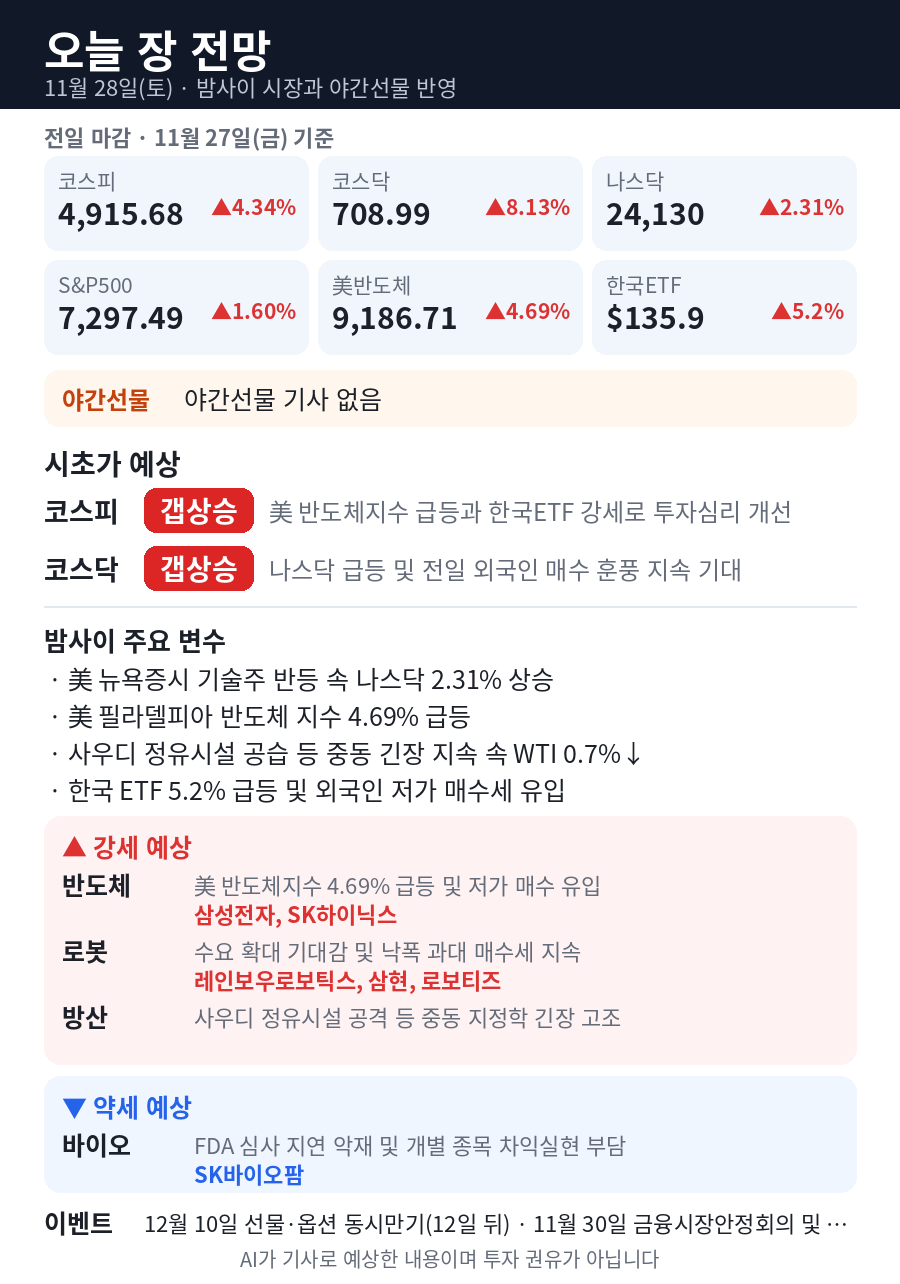 오늘 장 전망
11월 28일(토) · 밤사이 시장과 야간선물 반영
전일 마감 · 11월 27일(금) 기준
코스피
4,915.68 ▲4.34%
코스닥
708.99 ▲8.13%
나스닥
24,130 ▲2.31%
S&P500
7,297.49 ▲1.60%
美반도체
9,186.71 ▲4.69%
한국ETF
$135.9 ▲5.2%
야간선물 야간선물 기사 없음
시초가 예상
코스피 갭상승 美 반도체지수 급등과 한국ETF 강세로 투자심리 개선
코스닥 갭상승 나스닥 급등 및 전일 외국인 매수 훈풍 지속 기대
밤사이 주요 변수
· 美 뉴욕증시 기술주 반등 속 나스닥 2.31% 상승
· 美 필라델피아 반도체 지수 4.69% 급등
· 사우디 정유시설 공습 등 중동 긴장 지속 속 WTI 0.7%↓
· 한국 ETF 5.2% 급등 및 외국인 저가 매수세 유입
▲ 강세 예상
반도체 美 반도체지수 4.69% 급등 및 저가 매수 유입
삼성전자, SK하이닉스
로봇 수요 확대 기대감 및 낙폭 과대 매수세 지속
레인보우로보틱스, 삼현, 로보티즈
방산 사우디 정유시설 공격 등 중동 지정학 긴장 고조
▼ 약세 예상
바이오 FDA 심사 지연 악재 및 개별 종목 차익실현 부담
SK바이오팜
이벤트 12월 10일 선물·옵션 동시만기(12일 뒤) · 11월 30일 금융시장안정회의 및 …
AI가 기사로 예상한 내용이며 투자 권유가 아닙니다